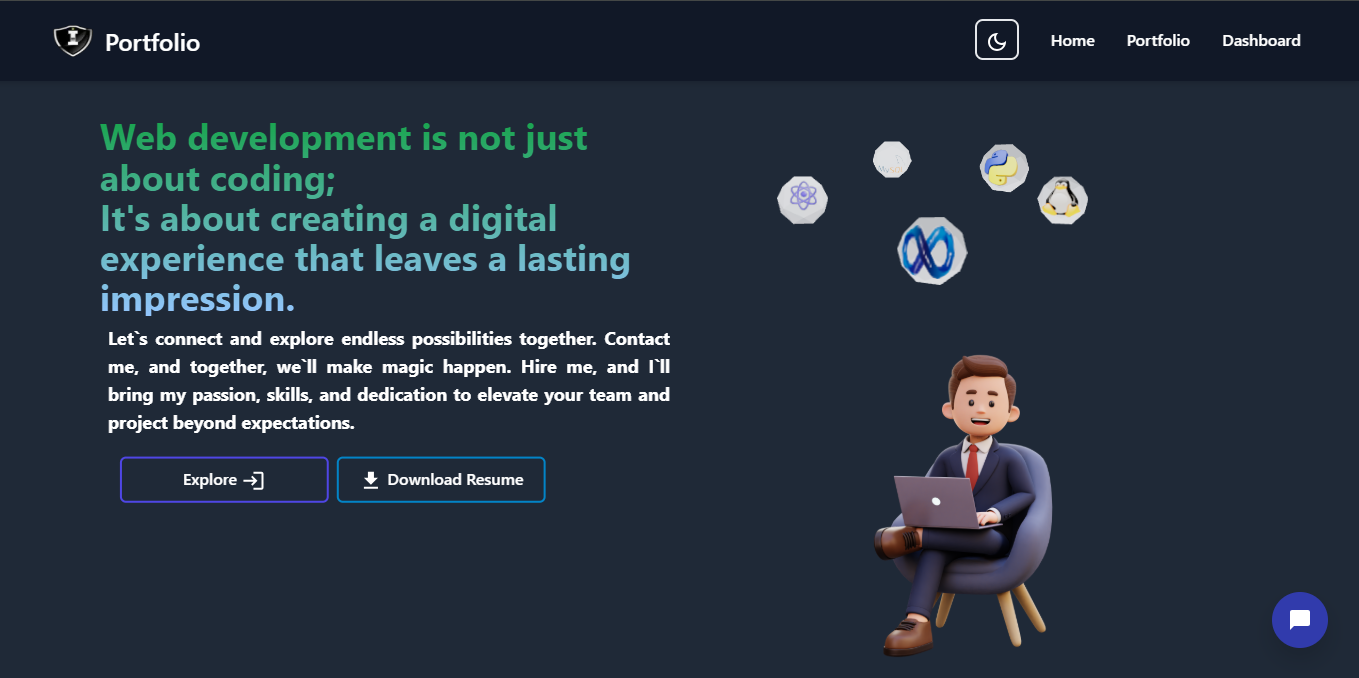 Portfolio
Home
Portfolio
Dashboard
Web development is not just
about coding;
It's about creating a digital
experience that leaves a lasting
impression.
Let`s connect and explore endless possibilities together. Contact
me, and together, we`ll make magic happen. Hire me, and I`ll
bring my passion, skills, and dedication to elevate your team and
project beyond expectations.
Explore
Download Resume